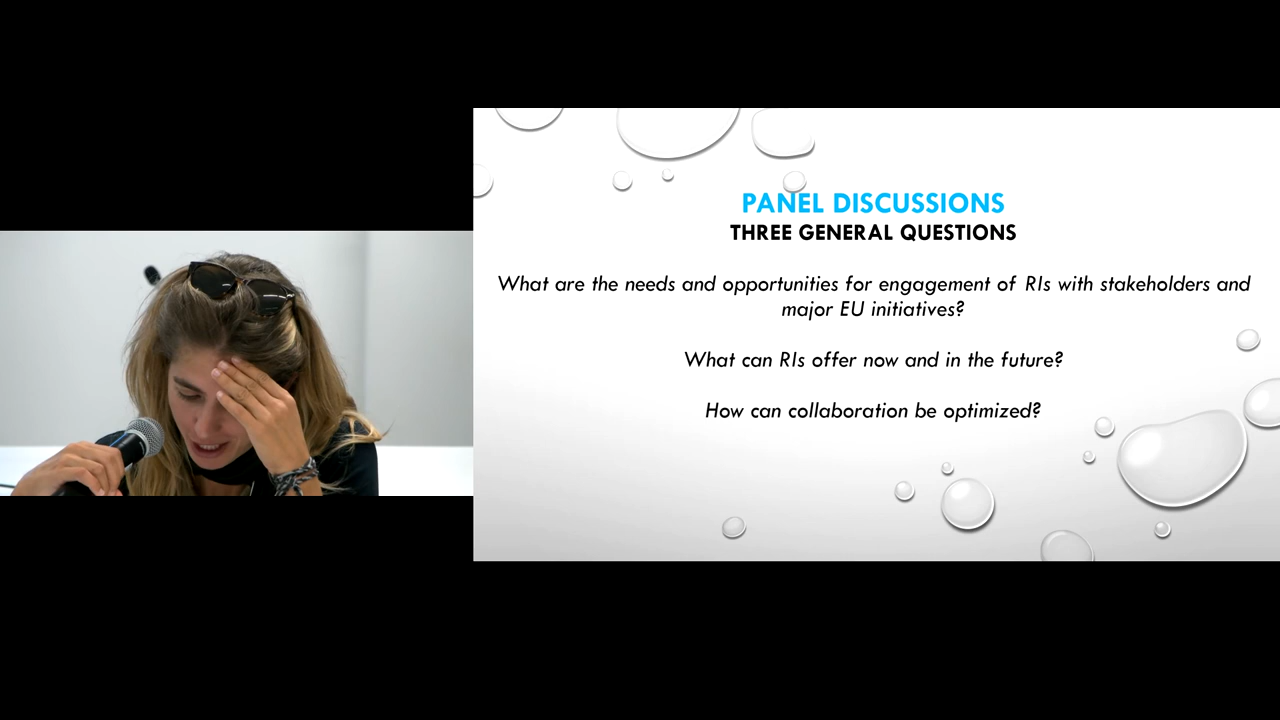 PANEL DISCUSSIONS
THREE GENERAL QUESTIONS
What are the needs and opportunities for engagement of RIs with stakeholders and
major EU initiatives?
What can RIs offer now and in the future?
How can collaboration be optimized?